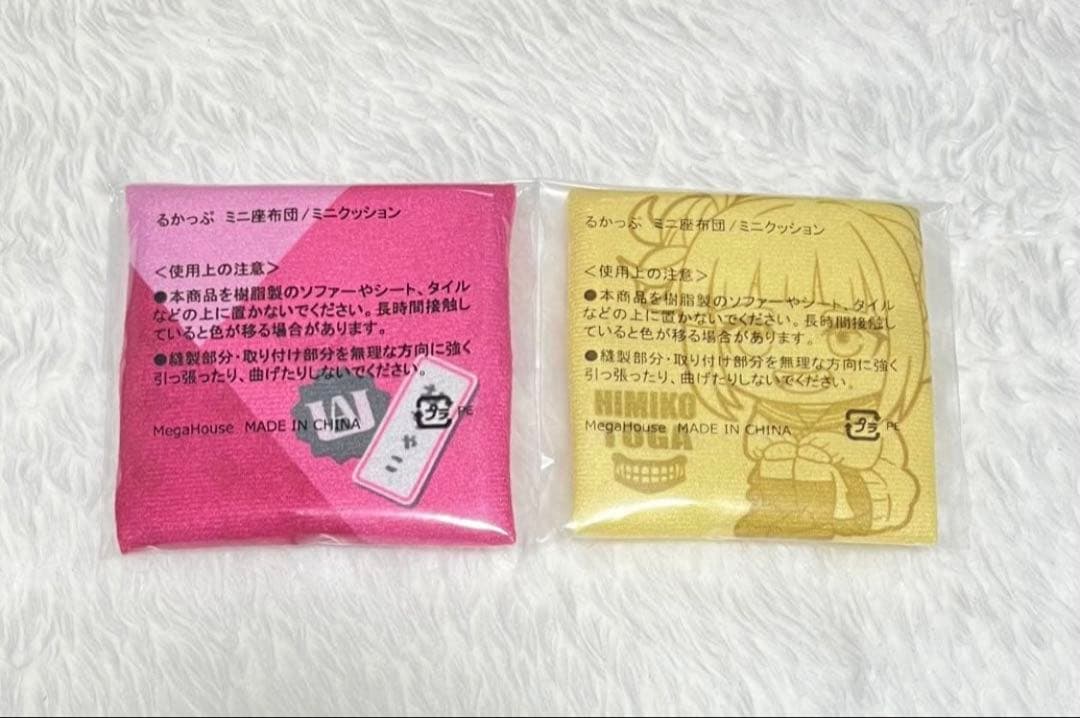 るかっぷ ミニ座布団/ミニクッション
<使用上の注意>
●本商品を樹脂製のソファーやシート、タイル
などの上に置かないでください。長時間接触し
ていると色が移る場合があります。
●縫製部分・取り付け部分を無理な方向に強く
引っ張ったり、曲げたりしないでください。
プラ PE
MegaHouse MADE IN CHINA
ゃこ
るかっぷ ミニ座布団/ミニクッション
<使用上の注意>
●本商品を樹脂製のソファーやシート、タイル
などの上に置かないでください。長時間接触し
ていると色が移る場合があります。
●縫製部分・取り付け部分を無理な方向に強く
引っ張ったり、曲げたりしないでください。
HIMIKO
MegaHouse MADE IN CHINA プラ PE
TOGA